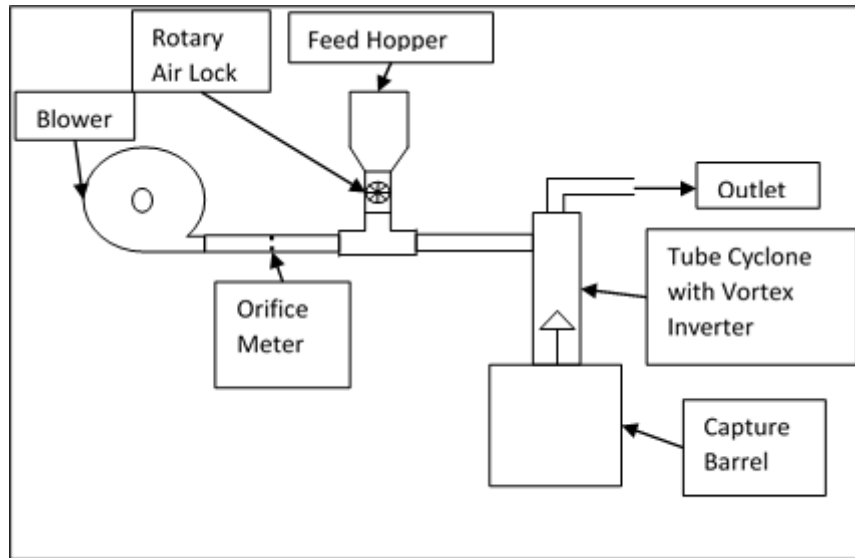 Rotary
Air Lock
Feed Hopper
Blower
Outlet
Tube Cyclone
with Vortex
Inverter
Orifice
Meter
Capture
Barrel